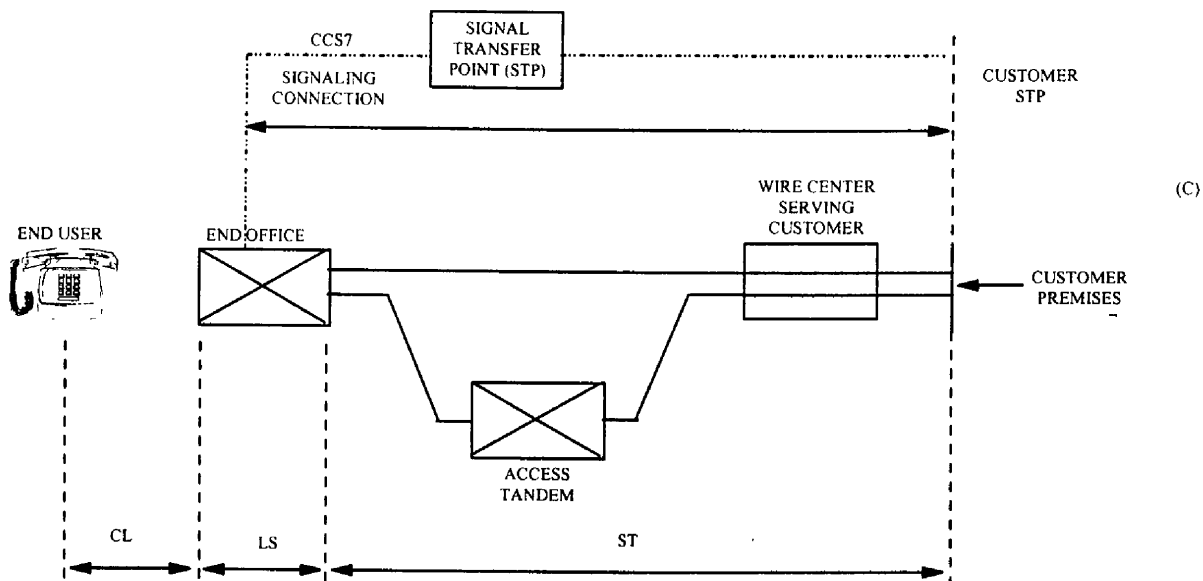 CCS7
SIGNALING
CONNECTION
SIGNAL
TRANSFER
POINT (STP)
CUSTOMER
STP
(C)
WIRE CENTER
SERVING
CUSTOMER
END USER
END OFFICE
CUSTOMER
PREMISES
ACCESS
TANDEM
CL
LS
ST